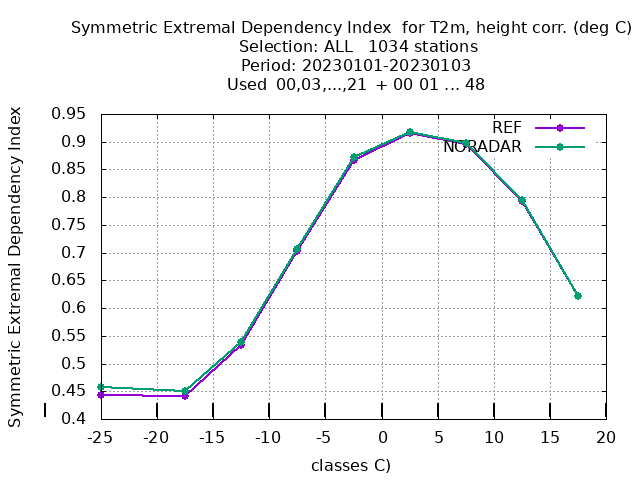 Symmetric Extremal Dependency Index  for T2m, height corr. (deg C)
Selection: ALL   1034 stations
Period: 20230101-20230103
Used  00,03,...,21  + 00 01 ... 48
Symmetric Extremal Dependency Index
0.95
0.9
0.85
0.8
0.75
0.7
0.65
0.6
0.55
0.5
0.45
0.4
REF
NORADAR
-25 -20 -15 -10 -5 0 5 10 15 20
classes C)